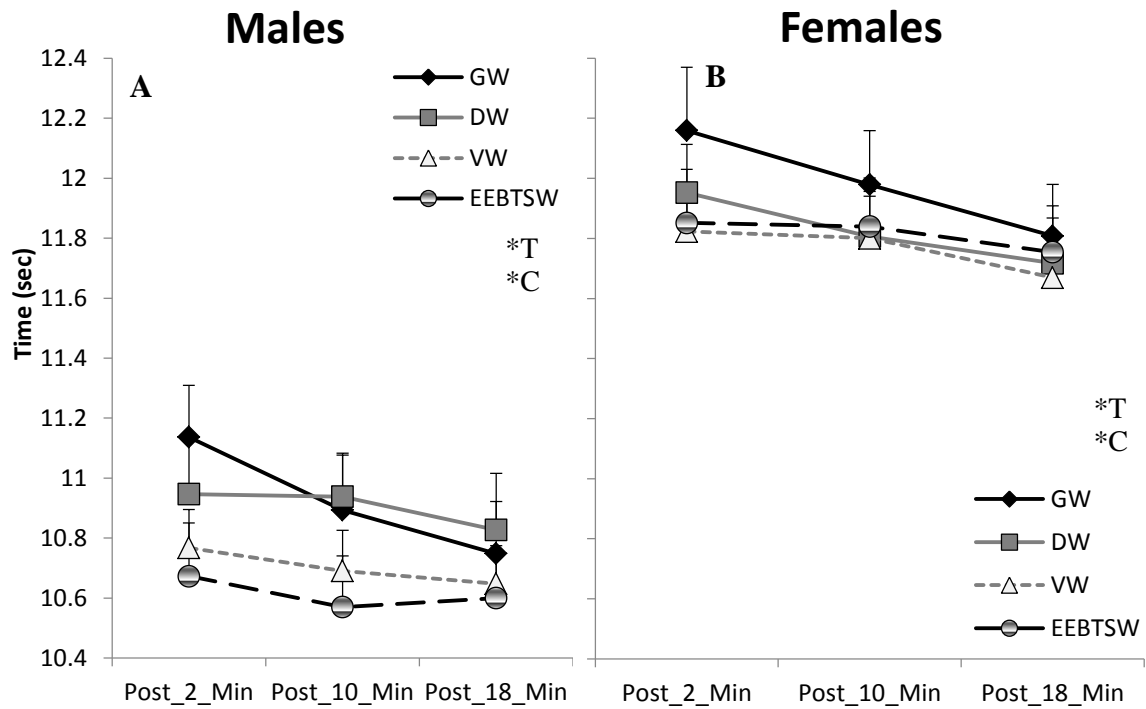 Males
Females
Time (sec)
12.4
12.2
12
11.8
11.6
11.4
11.2
11
10.8
10.6
10.4
A
GW
DW
VW
EEBTSW
*T
*C
Post_2_Min
Post_10_Min
Post_18_Min
B
*T
*C
GW
DW
VW
EEBTSW
Post_2_Min
Post_10_Min
Post_18_Min